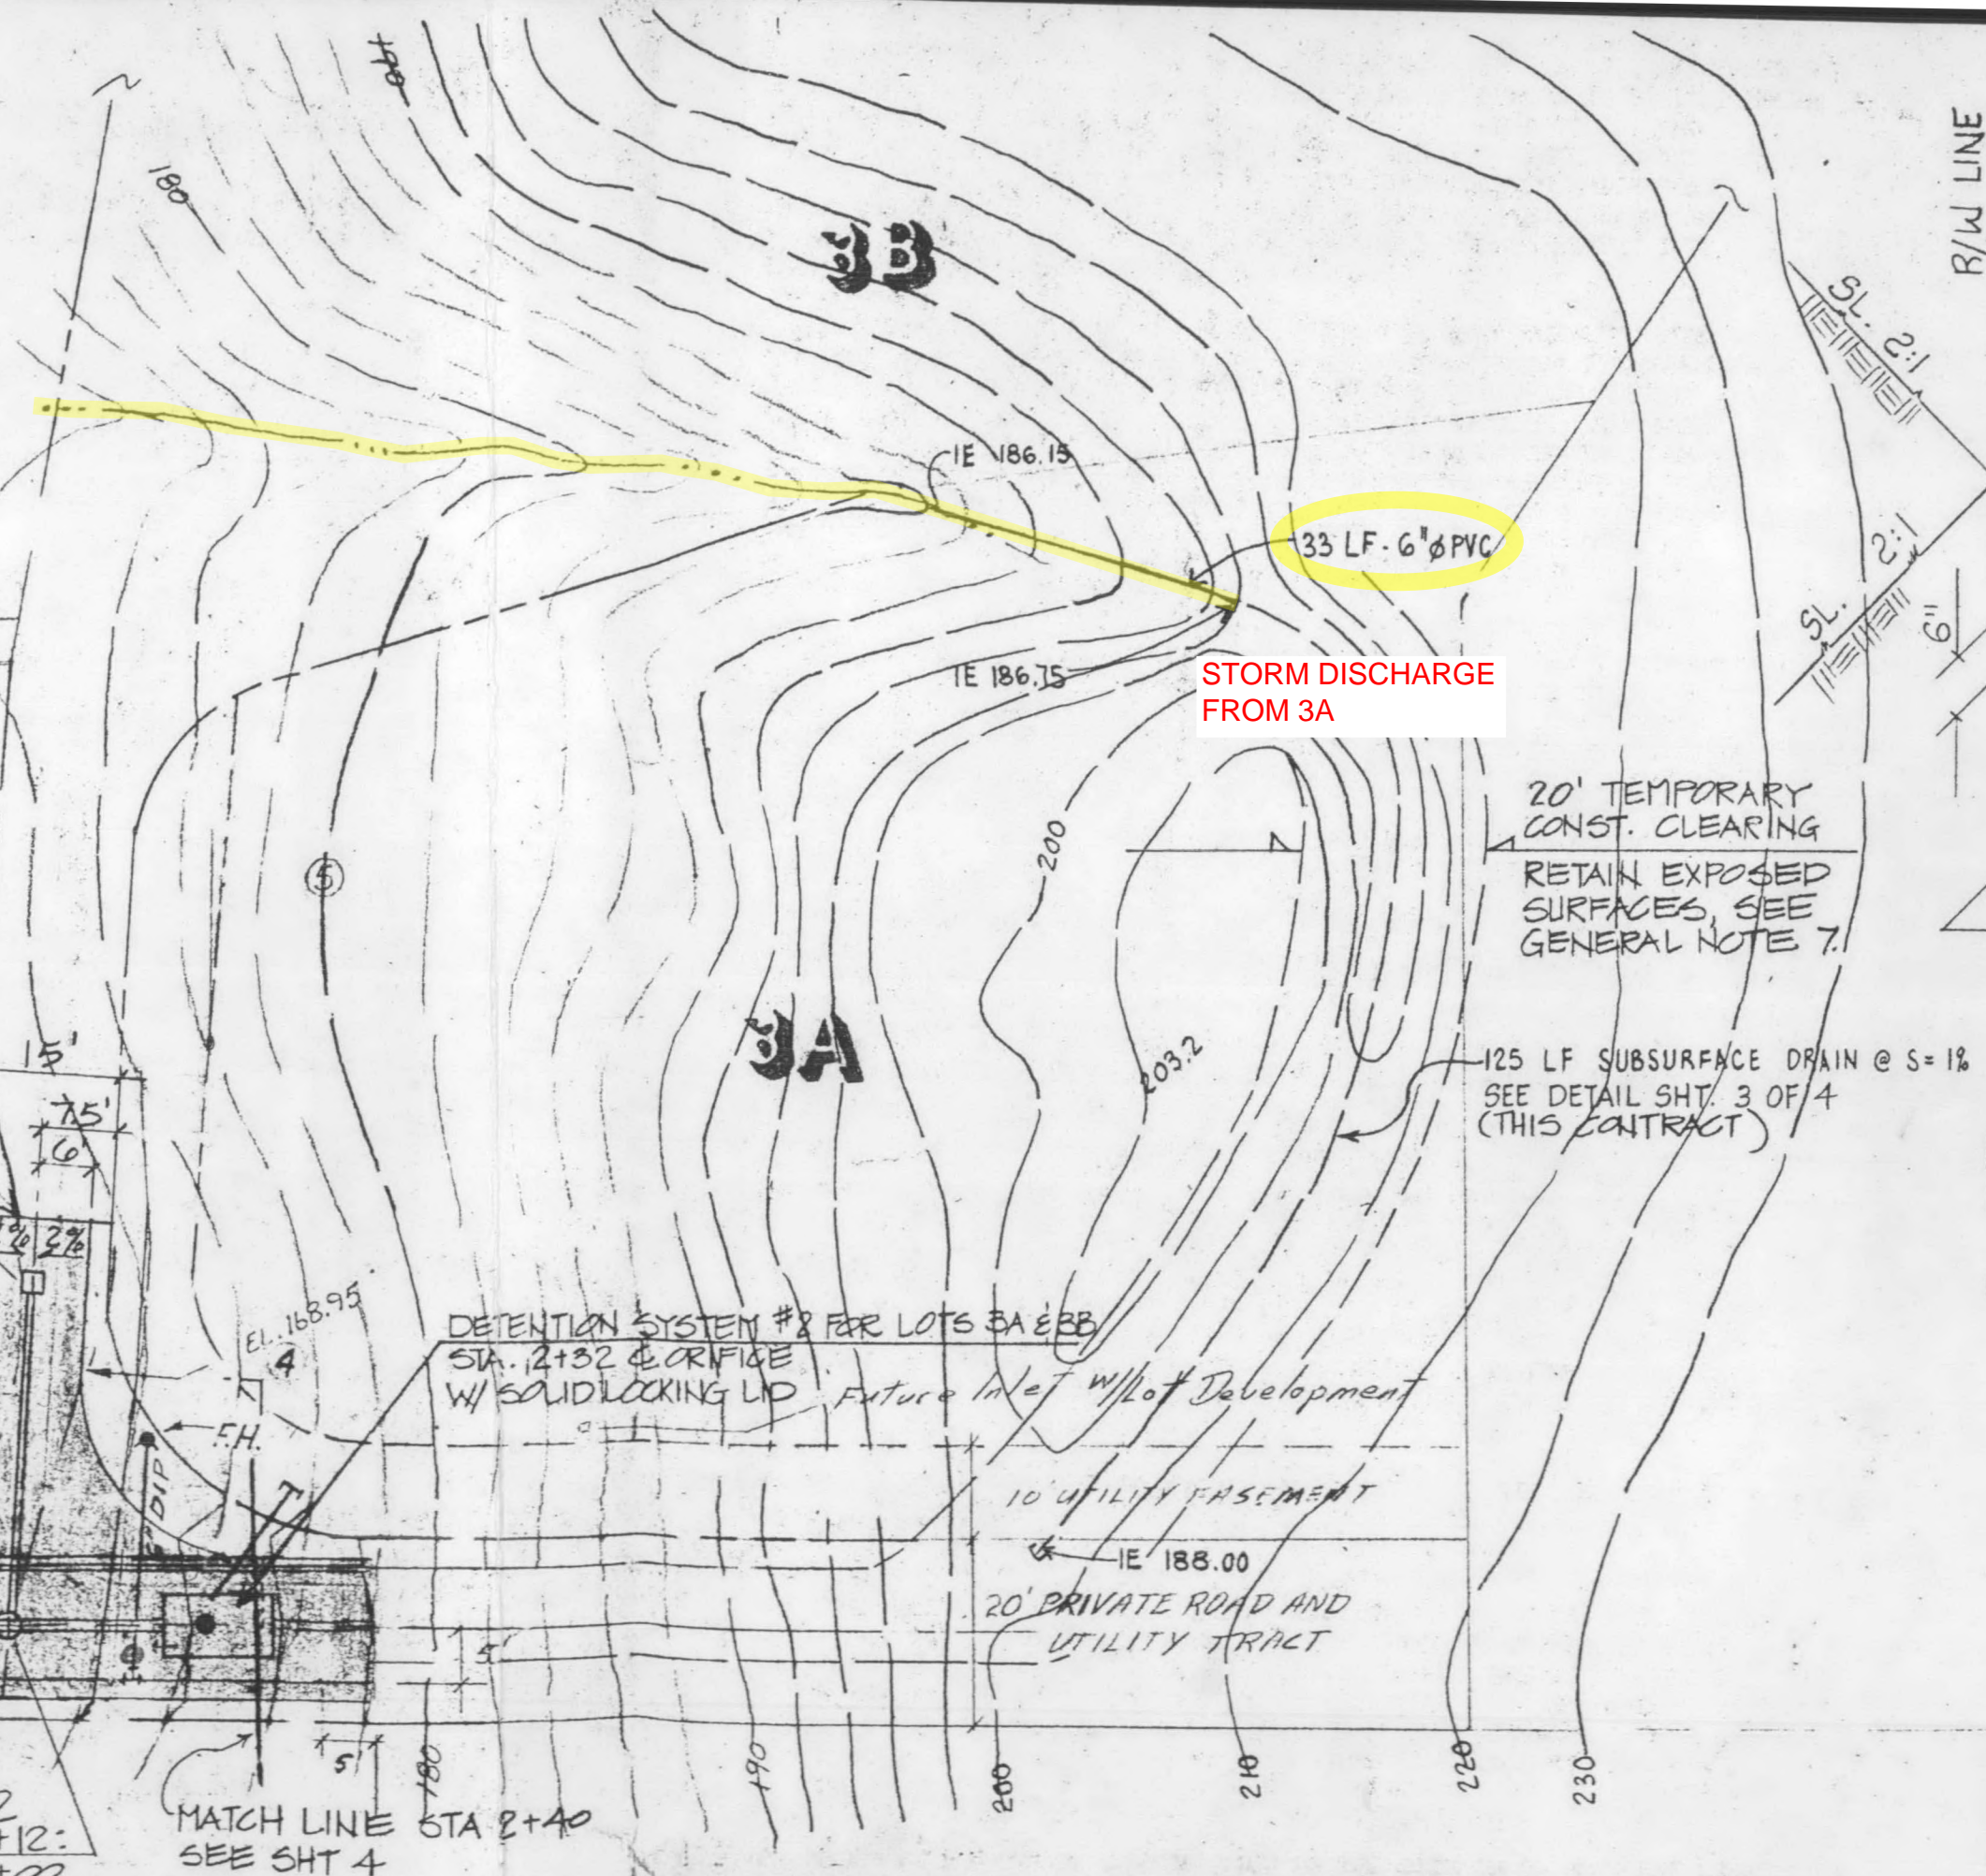 190
180
R/W LINE
3B
SL. 2:1
IE 186.15
33 LF. 6"ø PVC
2:1
SL.
6"
IE 186.75
STORM DISCHARGE
FROM 3A
20' TEMPORARY
CONST. CLEARING
RETAIN EXPOSED
SURFACES, SEE
GENERAL NOTE 7.
200
5
3A
203.2
15'
7.5'
6'
125 LF SUBSURFACE DRAIN @ S= 1%
SEE DETAIL SHT. 3 OF 4
(THIS CONTRACT)
2%
EL. 168.95
4
DETENTION SYSTEM #2 FOR LOTS 3A & 3B
STA. 2+32 ℄ ORIFICE
W/ SOLID LOCKING LID
Future Inlet W/Lot Development
F.H.
DIP
10' UTILITY EASEMENT
IE 188.00
20' PRIVATE ROAD AND
UTILITY TRACT
5'
5'
180
190
200
210
220
230
MATCH LINE STA 2+40
SEE SHT 4
+12: